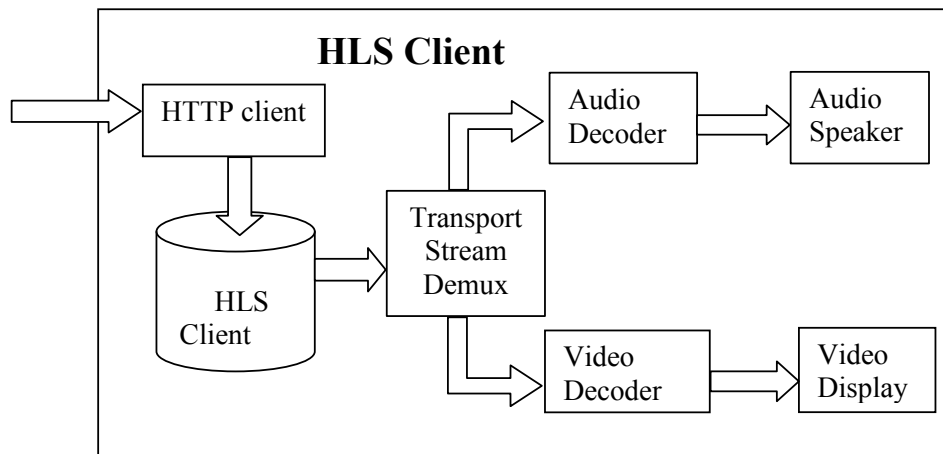 HLS Client
HTTP client
Audio
Decoder
Audio
Speaker
Transport
Stream
Demux
HLS
Client
Video
Decoder
Video
Display